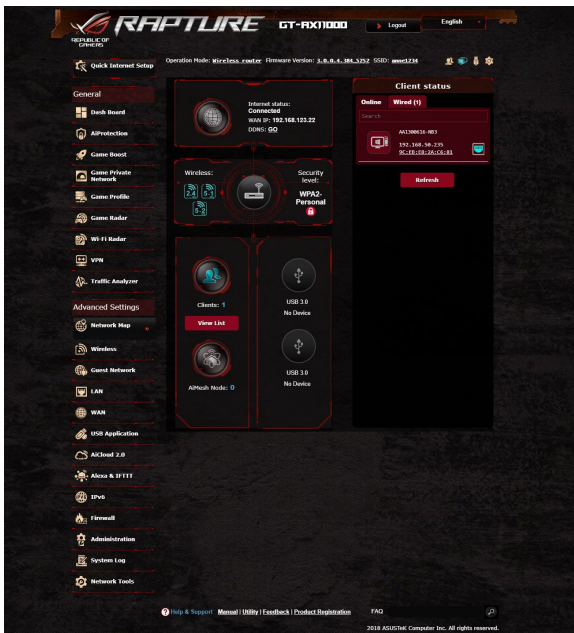 REPUBLIC OF
GAMERS
RAPTURE GT-AX11000
Logout
English
Quick Internet Setup
Operation Mode: Wireless router Firmware Version: 3.0.0.4.384_5252 SSID: anne1234
General
Dash Board
AiProtection
Game Boost
Game Private
Network
Game Profile
Game Radar
Wi-Fi Radar
VPN
Traffic Analyzer
Advanced Settings
Network Map
Wireless
Guest Network
LAN
WAN
USB Application
AiCloud 2.0
Alexa & IFTTT
IPv6
Firewall
Administration
System Log
Network Tools
Internet status:
Connected
WAN IP: 192.168.123.22
DDNS: GO
Wireless:
2.4 5-1
5-2
Security
level:
WPA2-
Personal
Clients: 1
View List
AiMesh Node: 0
USB 3.0
No Device
USB 3.0
No Device
Client status
Online Wired (1)
Search
AA1300616-NB3
192.168.50.235
Refresh
Help & Support Manual | Utility | Feedback | Product Registration FAQ
2018 ASUSTeK Computer Inc. All rights reserved.